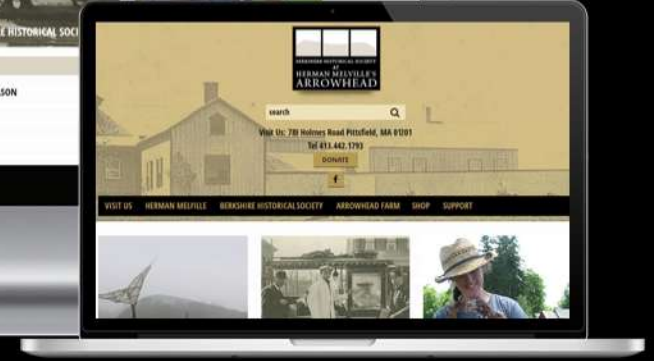 E HISTORICAL SOCI
SON
BERKSHIRE HISTORICAL SOCIETY
AT
HERMAN MELVILLE'S
ARROWHEAD
search
Visit Us: 780 Holmes Road Pittsfield, MA 01201
Tel 413.442.1793
DONATE
f
VISIT US HERMAN MELVILLE BERKSHIRE HISTORICAL SOCIETY ARROWHEAD FARM SHOP SUPPORT